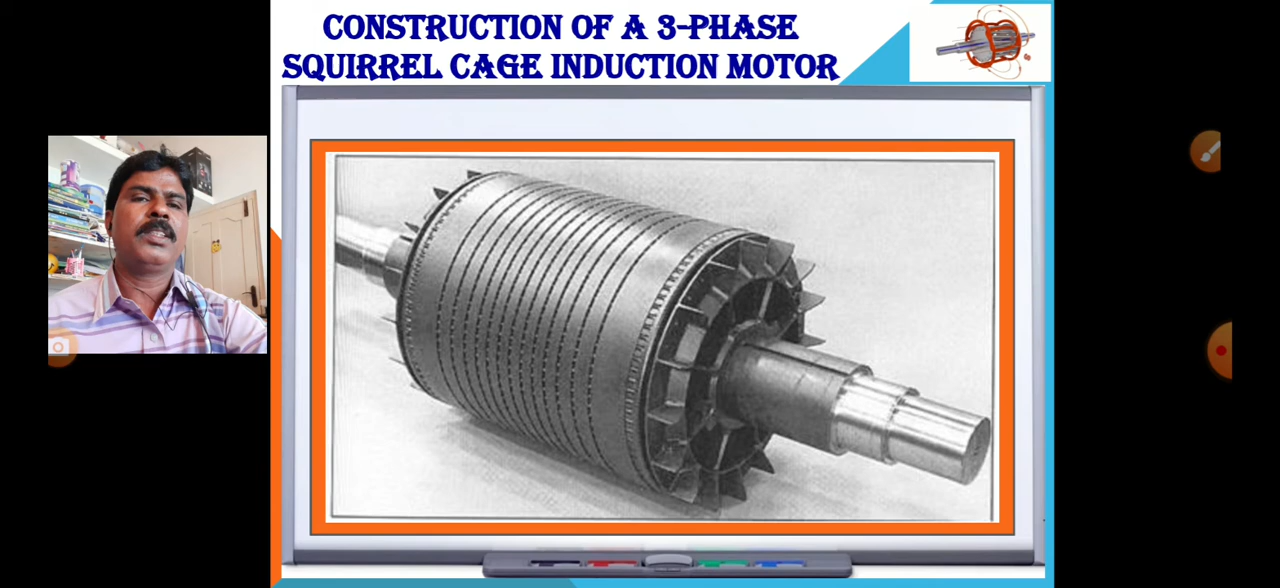 CONSTRUCTION OF A 3-PHASE
SQUIRREL CAGE INDUCTION MOTOR